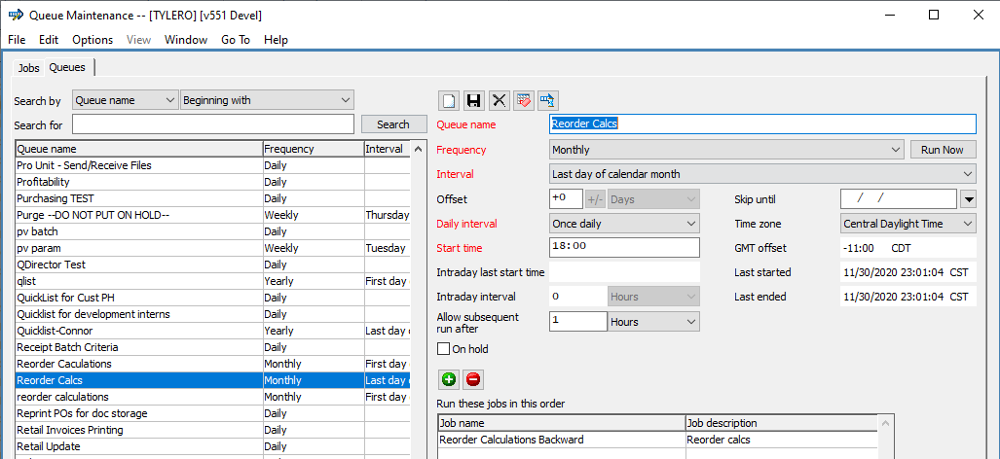 Queue Maintenance -- [TYLERO] [v551 Devel]
File Edit Options View Window Go To Help
Jobs Queues
Search by Queue name Beginning with
Search for Search
Queue name Frequency Interval
Pro Unit - Send/Receive Files Daily
Profitability Daily
Purchasing TEST Daily
Purge --DO NOT PUT ON HOLD-- Weekly Thursday
pv batch Daily
pv param Weekly Tuesday
QDirector Test Daily
qlist Yearly First day
QuickList for Cust PH Daily
Quicklist for development interns Daily
Quicklist-Connor Yearly Last day
Receipt Batch Criteria Daily
Reorder Caculations Monthly First day
Reorder Calcs Monthly Last day
reorder calculations Monthly First day
Reprint POs for doc storage Daily
Retail Invoices Printing Daily
Retail Update Daily
Queue name Reorder Calcs
Frequency Monthly Run Now
Interval Last day of calendar month
Offset +0 +/- Days Skip until / /
Daily interval Once daily Time zone Central Daylight Time
Start time 18:00 GMT offset -11:00 CDT
Intraday last start time Last started 11/30/2020 23:01:04 CST
Intraday interval 0 Hours Last ended 11/30/2020 23:01:04 CST
Allow subsequent
run after 1 Hours
On hold
Run these jobs in this order
Job name Job description
Reorder Calculations Backward Reorder calcs